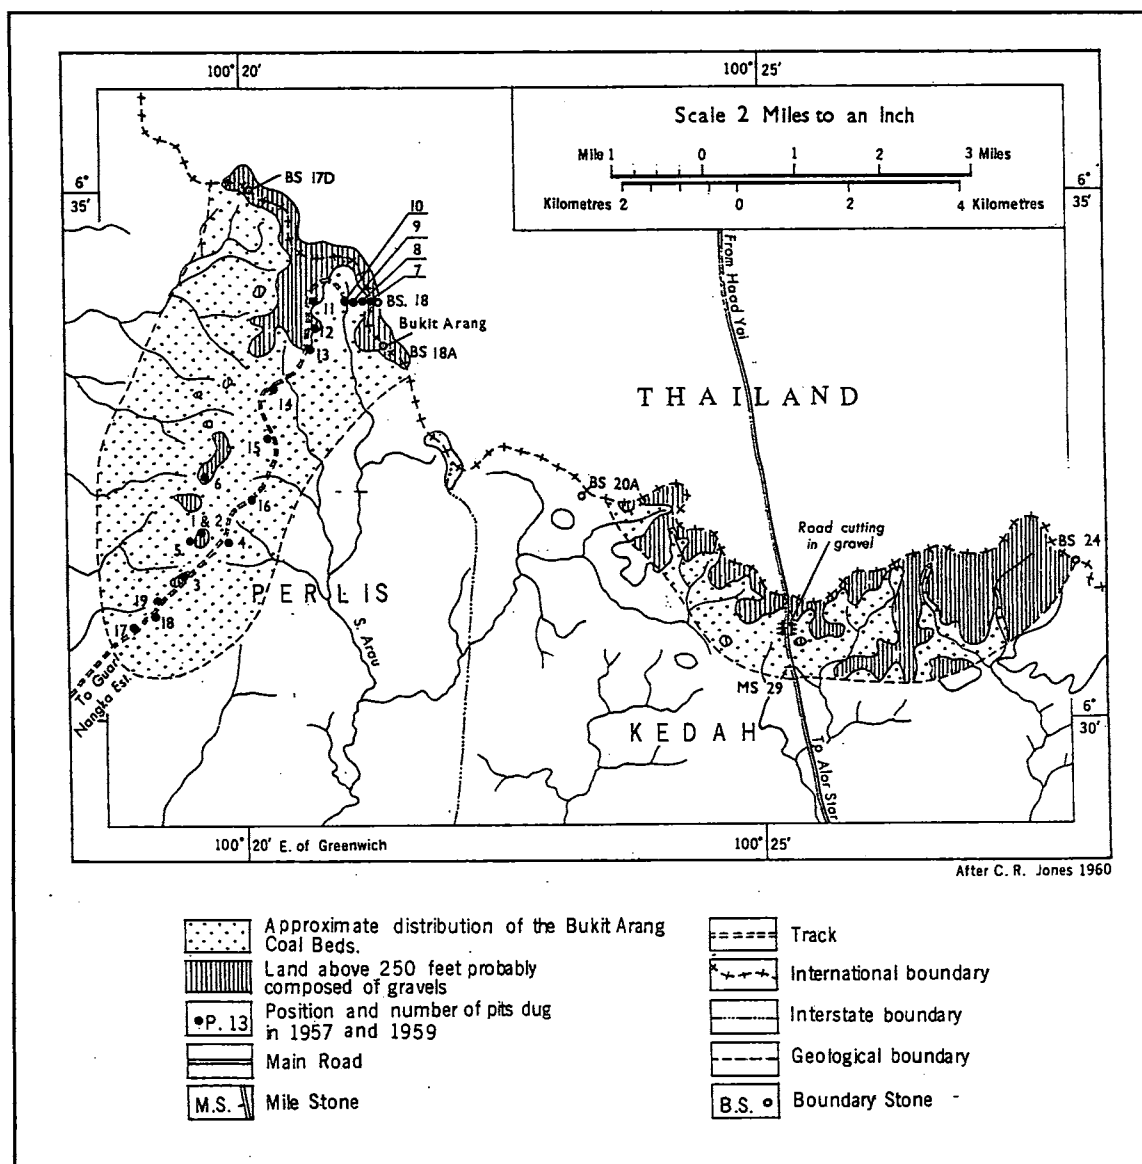 100° 20'
100° 25'
Scale 2 Miles to an Inch
Mile 1 0 1 2 3 Miles
Kilometres 2 0 2 4 Kilometres
6°
35'
6°
35'
BS 17D
10
9
8
7
BS. 18
11
Bukit Arang
12
BS 18A
13
14
15
6
16
1 & 2
5
4
3
19
18
17
From Haad Yai
THAILAND
BS 20A
Road cutting
in gravel
BS 24
PERLIS
S. Arau
To Guar
Nangka Est.
MS 29
KEDAH
To Alor Star
6°
30'
100° 20' E. of Greenwich
100° 25'
After C. R. Jones 1960
Approximate distribution of the Bukit Arang
Coal Beds.
Land above 250 feet probably
composed of gravels
P. 13
Position and number of pits dug
in 1957 and 1959
Main Road
M.S.
Mile Stone
Track
International boundary
Interstate boundary
Geological boundary
B.S.
Boundary Stone